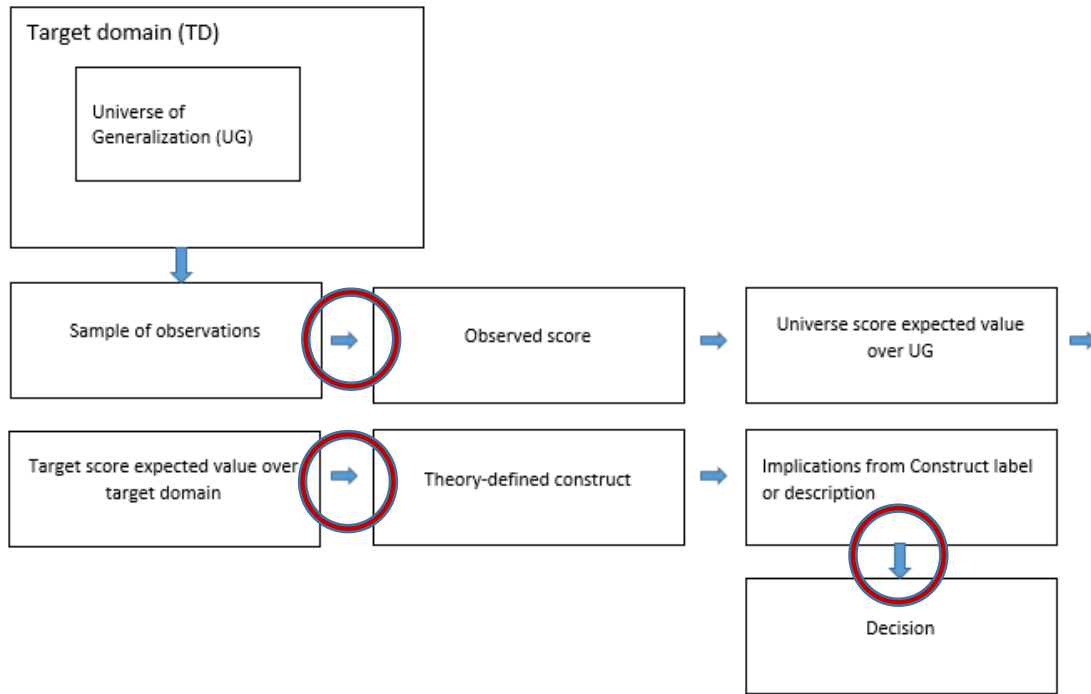 Target domain (TD)
Universe of
Generalization (UG)
Sample of observations
Observed score
Universe score expected value
over UG
Target score expected value over
target domain
Theory-defined construct
Implications from Construct label
or description
Decision